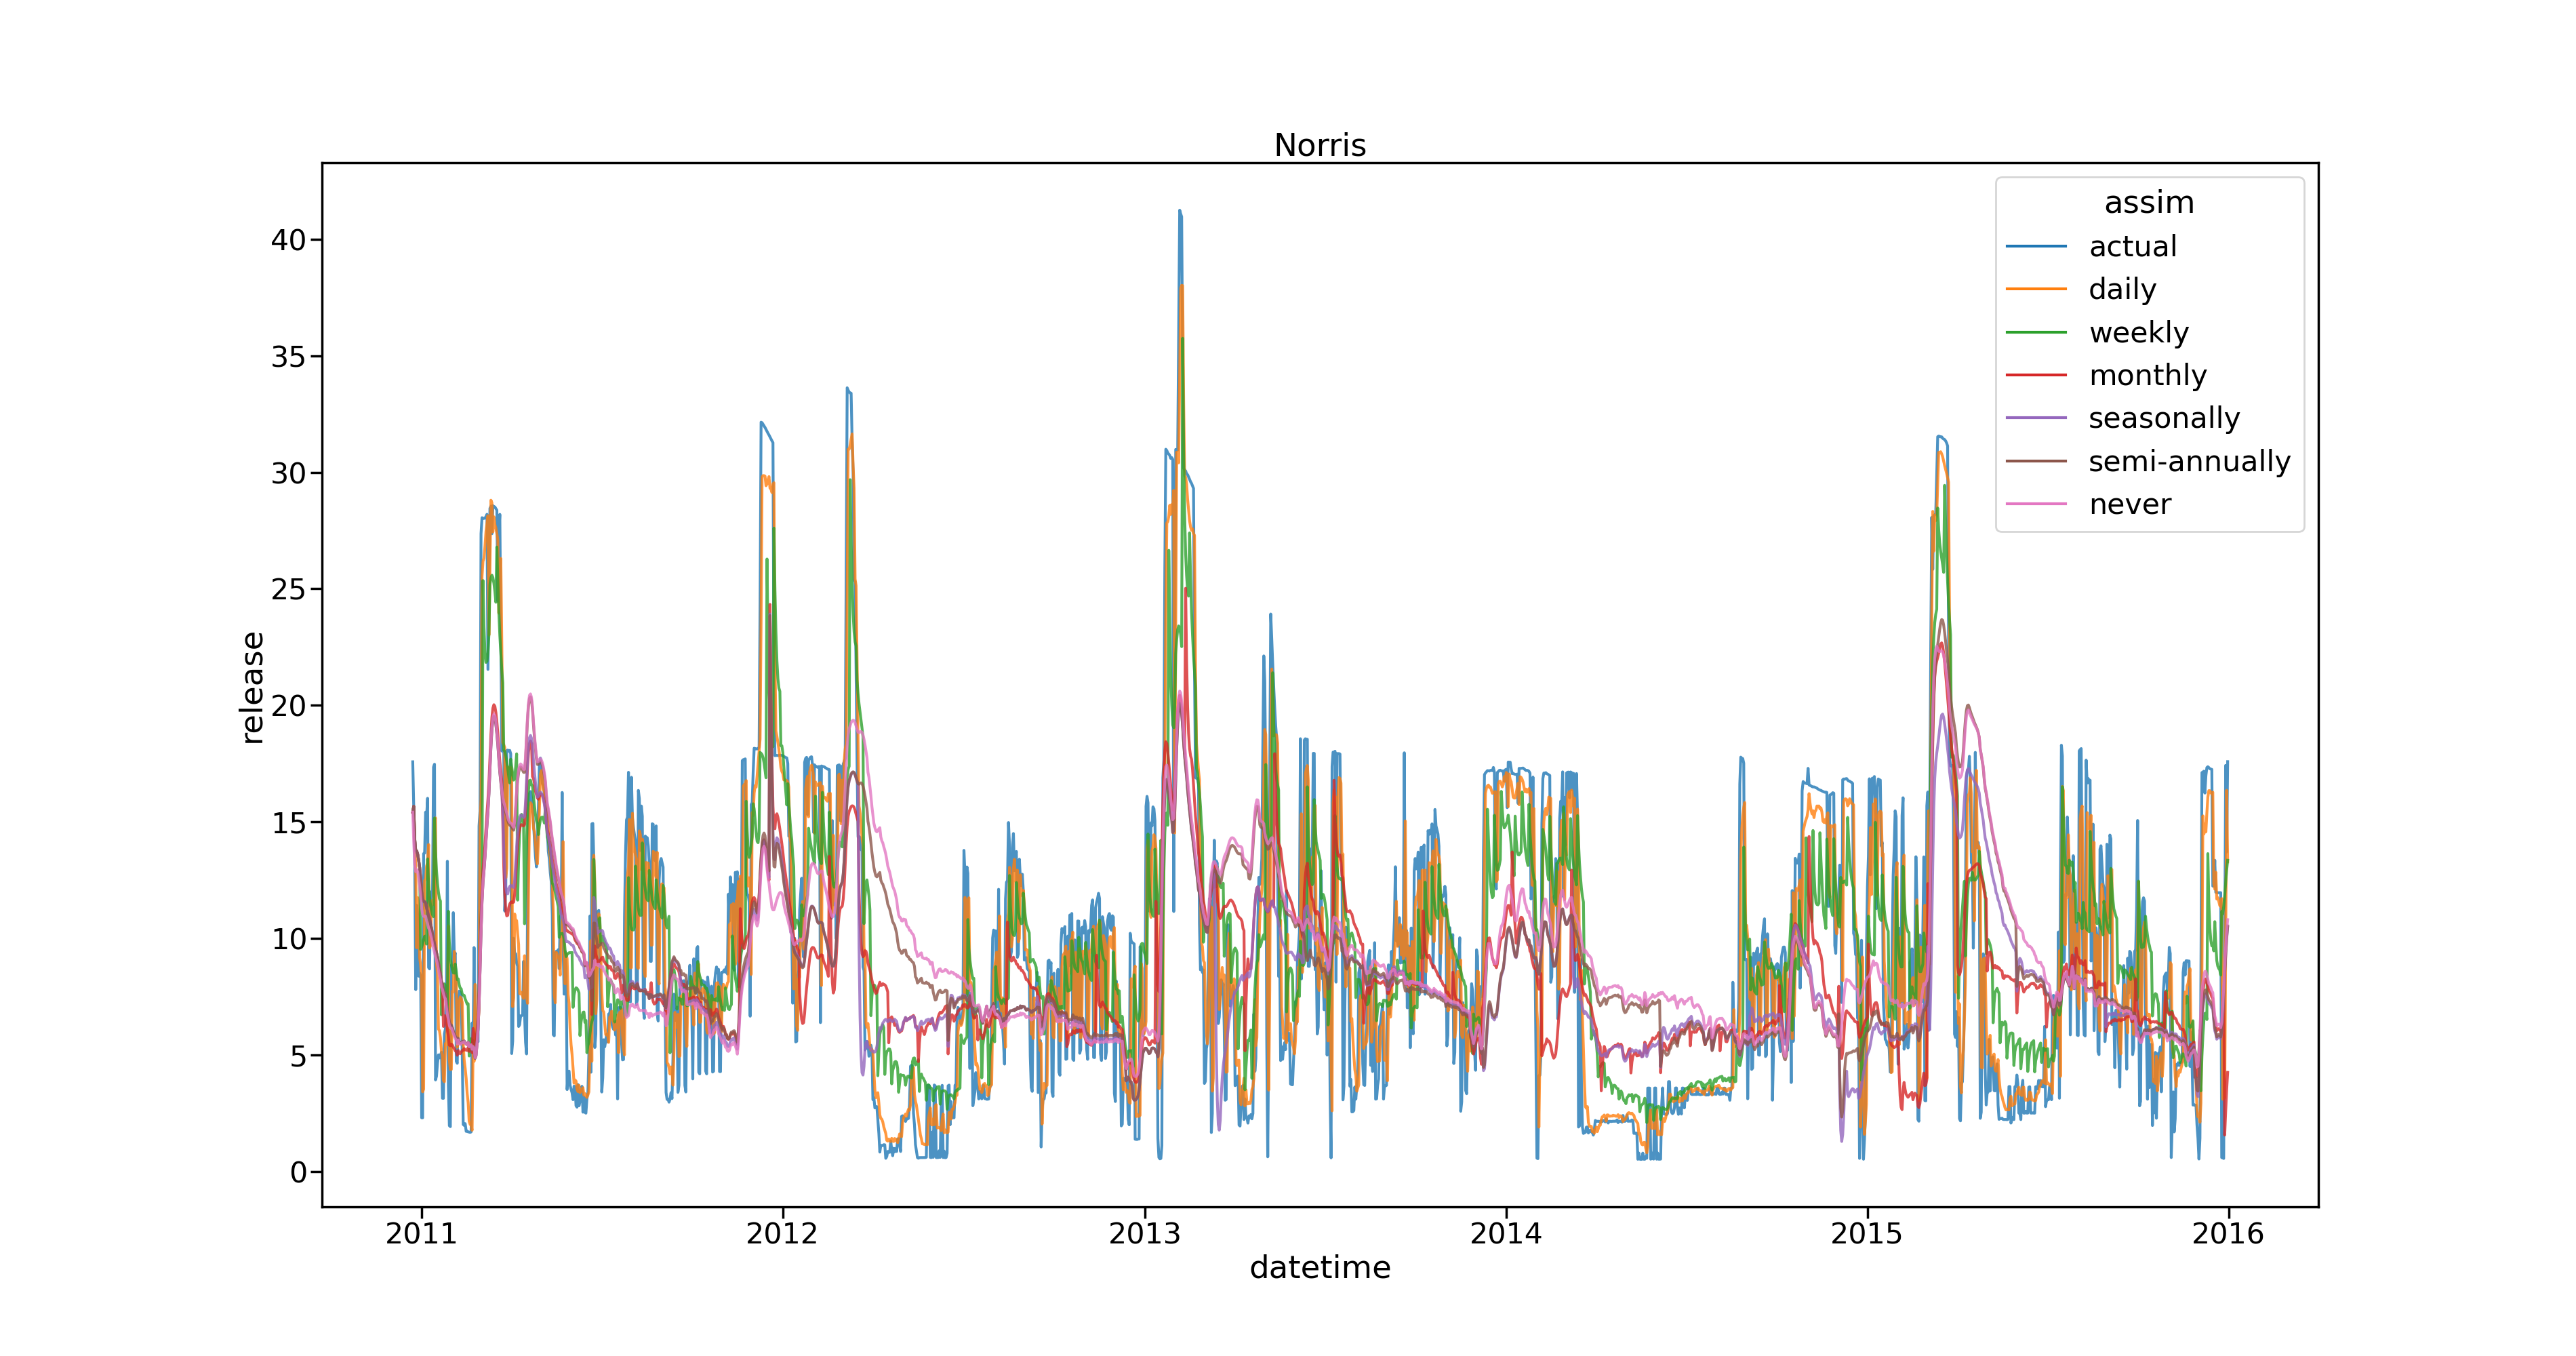 Norris
assim
actual
daily
weekly
monthly
seasonally
semi-annually
never
release
40
35
30
25
20
15
10
5
0
2011 2012 2013 2014 2015 2016
datetime